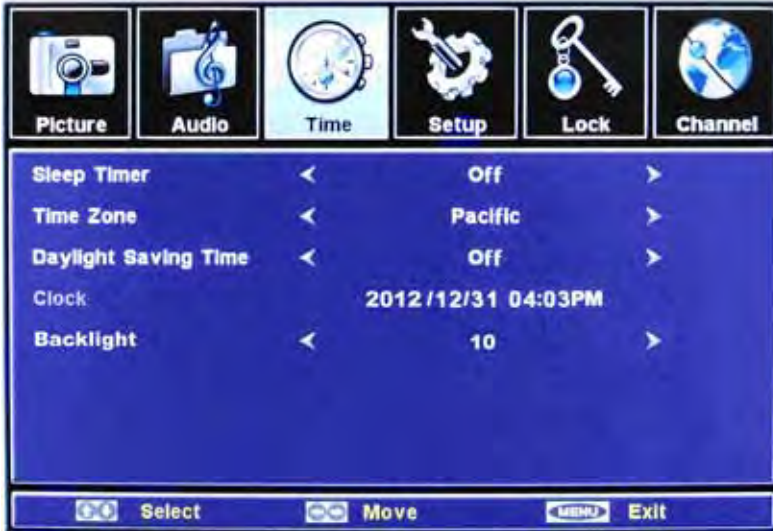 Picture Audio Time Setup Lock Channel
Sleep Timer < Off >
Time Zone < Pacific >
Daylight Saving Time < Off >
Clock 2012/12/31 04:03PM
Backlight < 10 >
Select Move MENU Exit